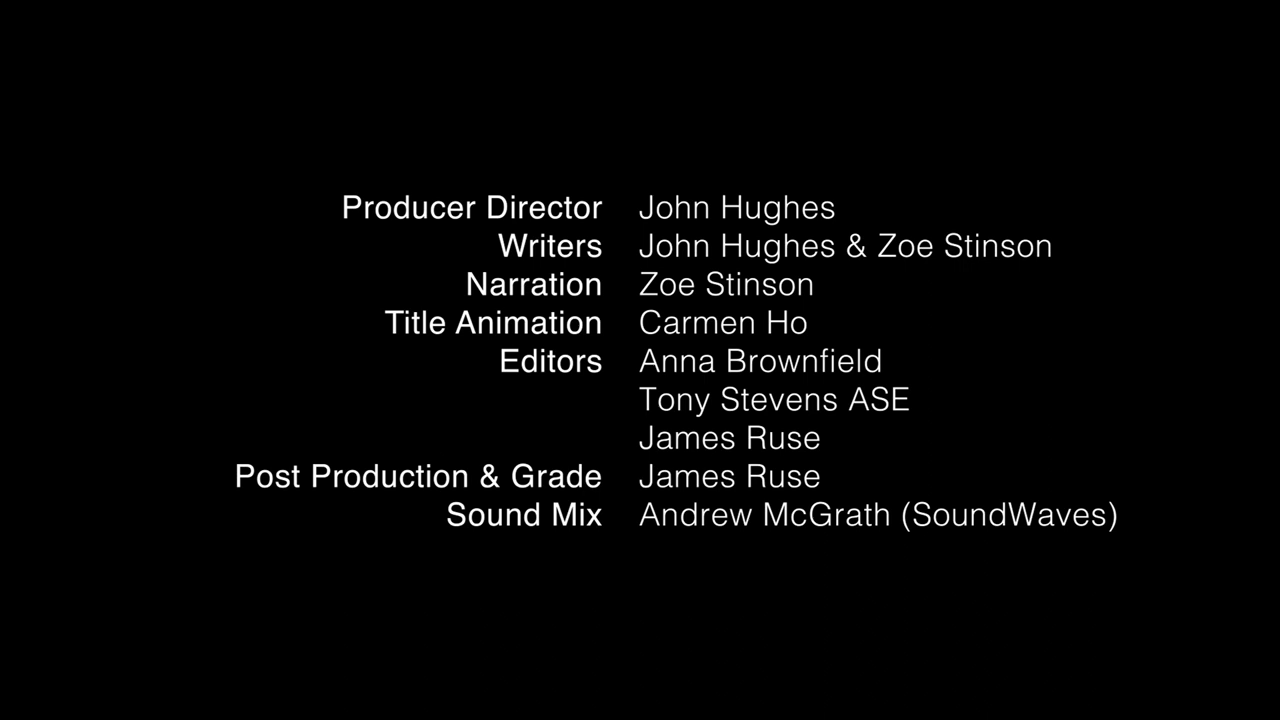 Producer Director John Hughes
Writers John Hughes & Zoe Stinson
Narration Zoe Stinson
Title Animation Carmen Ho
Editors Anna Brownfield
Tony Stevens ASE
James Ruse
Post Production & Grade James Ruse
Sound Mix Andrew McGrath (SoundWaves)